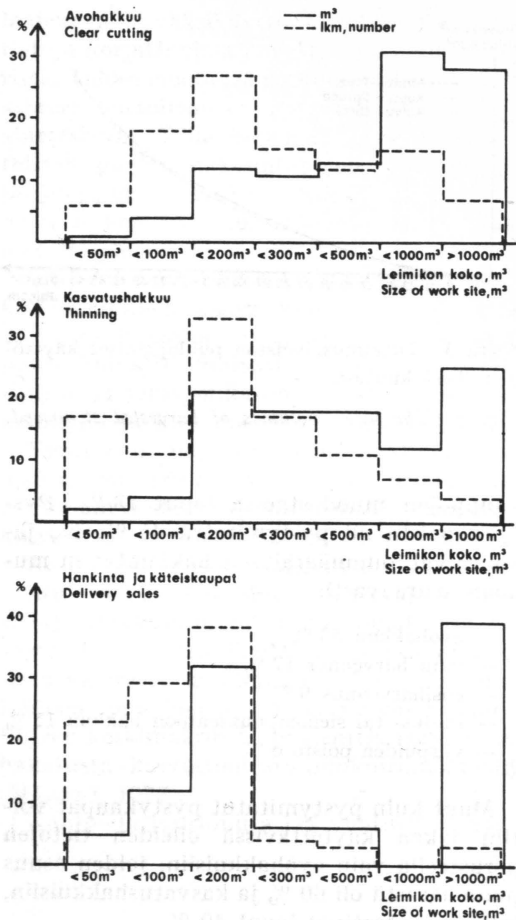 Avohakkuu
Clear cutting
m³
lkm, number
%
30
20
10
<50m³ <100m³ <200m³ <300m³ <500m³ <1000m³ >1000m³
Leimikon koko, m³
Size of work site, m³
Kasvatushakkuu
Thinning
%
30
20
10
<50m³ <100m³ <200m³ <300m³ <500m³ <1000m³ >1000m³
Leimikon koko, m³
Size of work site, m³
Hankinta ja käteiskaupat
Delivery sales
%
40
30
20
10
<50m³ <100m³ <200m³ <300m³ <500m³ <1000m³ >1000m³
Leimikon koko, m³
Size of work site, m³